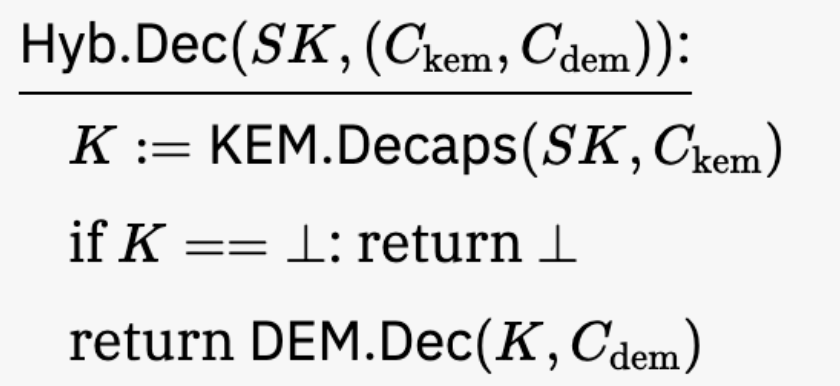 Hyb.Dec(SK, (C_kem, C_dem)):
K := KEM.Decaps(SK, C_kem)
if K == ⊥: return ⊥
return DEM.Dec(K, C_dem)